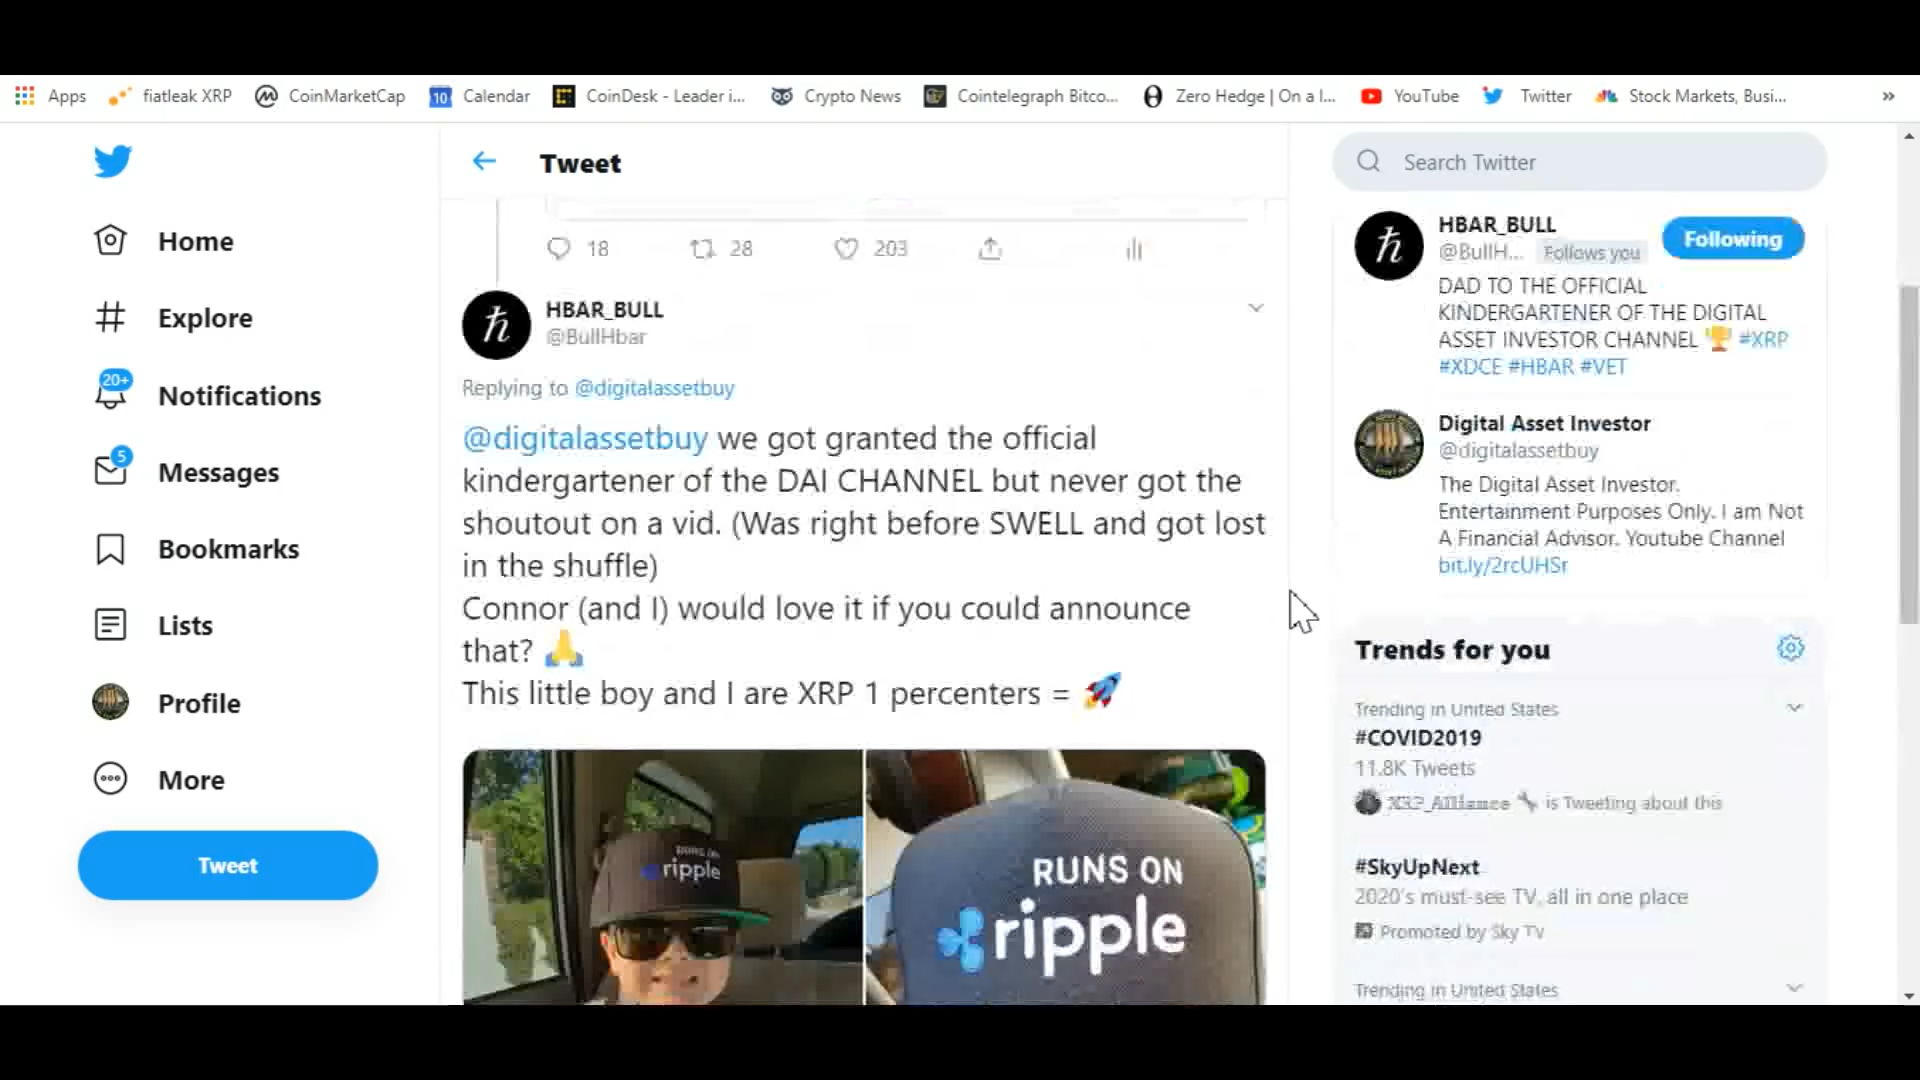 Apps fiatleak XRP CoinMarketCap 10 Calendar CoinDesk - Leader i... Crypto News Cointelegraph Bitco... Zero Hedge | On a l... YouTube Twitter Stock Markets, Busi... »
Home
# Explore
20+ Notifications
5 Messages
Bookmarks
Lists
Profile
More
Tweet
Tweet
18 28 203
HBAR_BULL
@BullHbar
Replying to @digitalassetbuy
@digitalassetbuy we got granted the official
kindergartener of the DAI CHANNEL but never got the
shoutout on a vid. (Was right before SWELL and got lost
in the shuffle)
Connor (and I) would love it if you could announce
that? 🙏
This little boy and I are XRP 1 percenters = 🚀
RUNS ON
ripple
RUNS ON
ripple
Search Twitter
HBAR_BULL
@BullH... Follows you
Following
DAD TO THE OFFICIAL
KINDERGARTENER OF THE DIGITAL
ASSET INVESTOR CHANNEL 🏆 #XRP
#XDCE #HBAR #VET
Digital Asset Investor
@digitalassetbuy
The Digital Asset Investor.
Entertainment Purposes Only. I am Not
A Financial Advisor. Youtube Channel
bit.ly/2rcUHSr
Trends for you
Trending in United States
#COVID2019
11.8K Tweets
XRP_Alliance 🔧 is Tweeting about this
#SkyUpNext
2020's must-see TV, all in one place
Promoted by Sky TV
Trending in United States